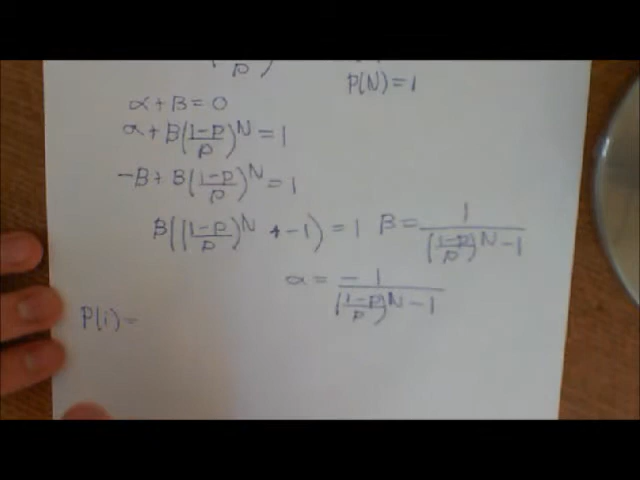 p)
P(N)=1
α+B=0
α+B((1-P)/P)^N=1
-B+B((1-P)/P)^N=1
B(((1-P)/P)^N + -1)=1 B=1/(((1-P)/P)^N-1)
α=-1/(((1-P)/P)^N-1)
P(i)=